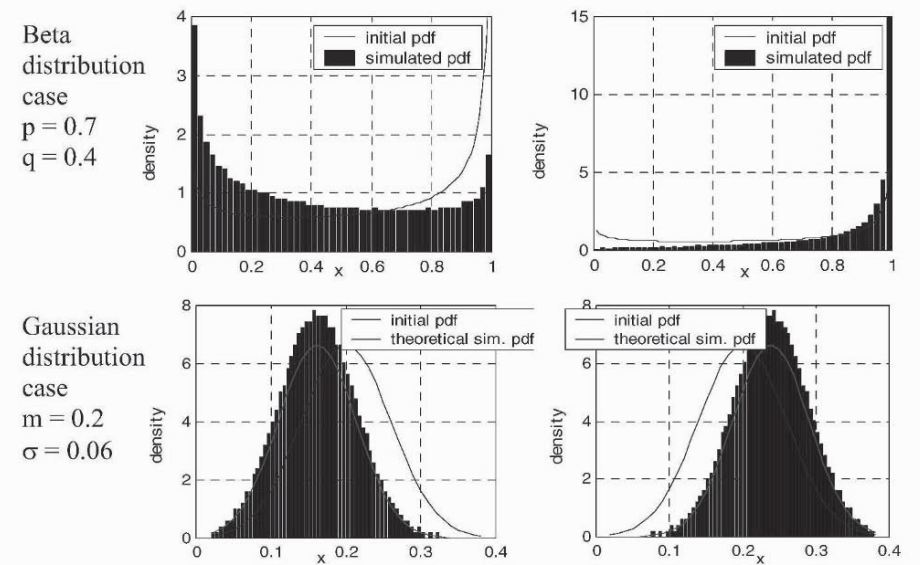 Beta
distribution
case
p = 0.7
q = 0.4
4
3
2
1
0
density
initial pdf
simulated pdf
0 0.2 0.4 0.6 0.8 1
x
15
10
5
0
density
initial pdf
simulated pdf
0 0.2 0.4 0.6 0.8 1
x
Gaussian
distribution
case
m = 0.2
σ = 0.06
8
6
4
2
0
density
initial pdf
theoretical sim. pdf
0 0.1 0.2 0.3 0.4
x
8
6
4
2
0
density
initial pdf
theoretical sim. pdf
0 0.1 0.2 0.3 0.4
x